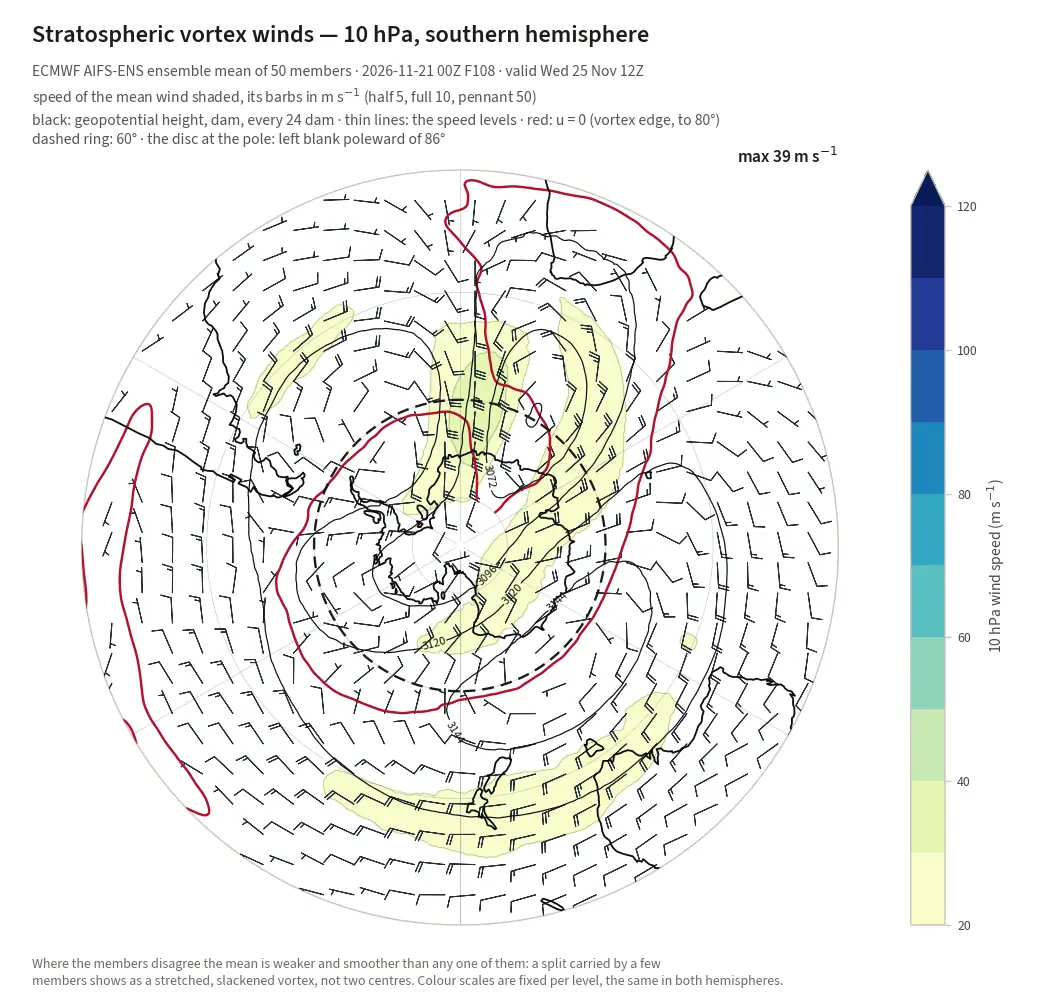 Stratospheric vortex winds — 10 hPa, southern hemisphere
ECMWF AIFS-ENS ensemble mean of 50 members · 2026-11-21 00Z F108 · valid Wed 25 Nov 12Z
speed of the mean wind shaded, its barbs in m s⁻¹ (half 5, full 10, pennant 50)
black: geopotential height, dam, every 24 dam · thin lines: the speed levels · red: u = 0 (vortex edge, to 80°)
dashed ring: 60° · the disc at the pole: left blank poleward of 86°
max 39 m s⁻¹
120
100
80
60
40
20
10 hPa wind speed (m s⁻¹)
3072
3096
3120
3120
Where the members disagree the mean is weaker and smoother than any one of them: a split carried by a few
members shows as a stretched, slackened vortex, not two centres. Colour scales are fixed per level, the same in both hemispheres.